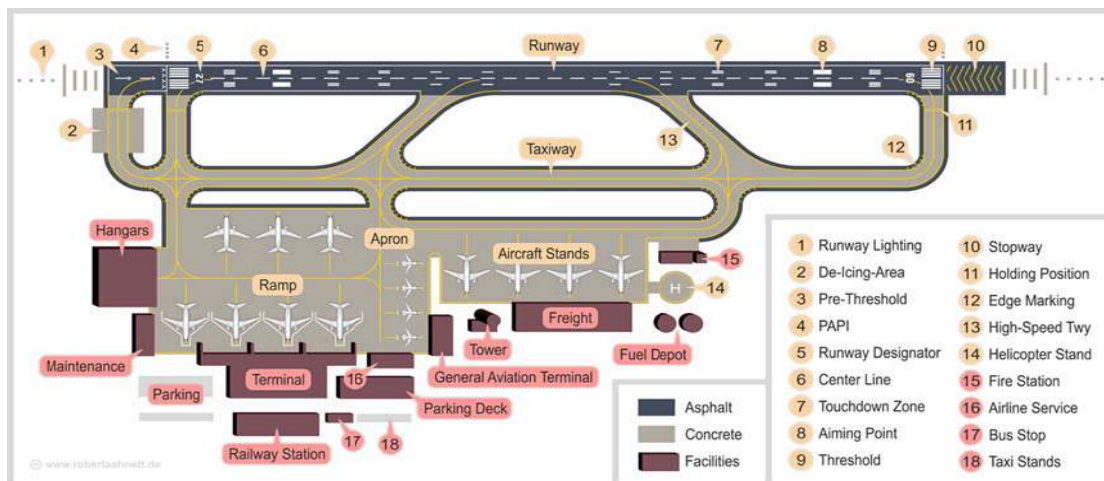 1
3
4
5
6
Runway
7
8
9
10
27
09
2
13
11
Taxiway
12
Hangars
Apron
Aircraft Stands
15
Ramp
H
14
Freight
Tower
Fuel Depot
Maintenance
16
General Aviation Terminal
Parking
Terminal
Parking Deck
17
18
Railway Station
Asphalt
Concrete
Facilities
1 Runway Lighting
2 De-Icing-Area
3 Pre-Threshold
4 PAPI
5 Runway Designator
6 Center Line
7 Touchdown Zone
8 Aiming Point
9 Threshold
10 Stopway
11 Holding Position
12 Edge Marking
13 High-Speed Twy
14 Helicopter Stand
15 Fire Station
16 Airline Service
17 Bus Stop
18 Taxi Stands